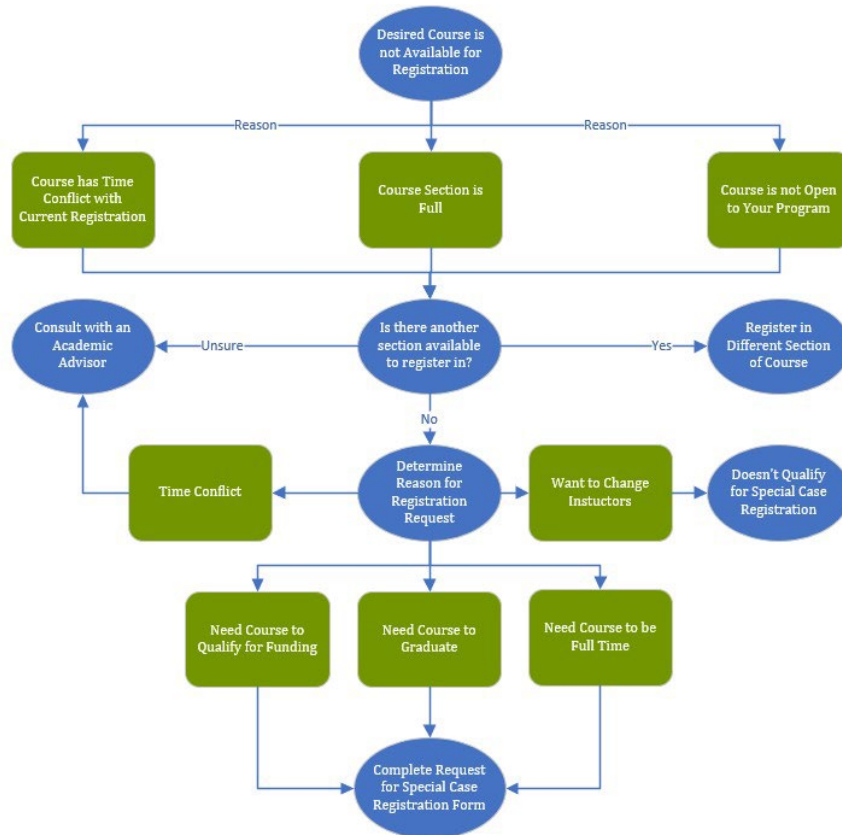 Desired Course is
not Available for
Registration
Reason
Reason
Course has Time
Conflict with
Current Registration
Course Section is
Full
Course is not Open
to Your Program
Consult with an
Academic
Advisor
Unsure
Is there another
section available
to register in?
Yes
Register in
Different Section
of Course
No
Time Conflict
Determine
Reason for
Registration
Request
Want to Change
Instuctors
Doesn't Qualify
for Special Case
Registration
Need Course to
Qualify for Funding
Need Course to
Graduate
Need Course to be
Full Time
Complete Request
for Special Case
Registration Form